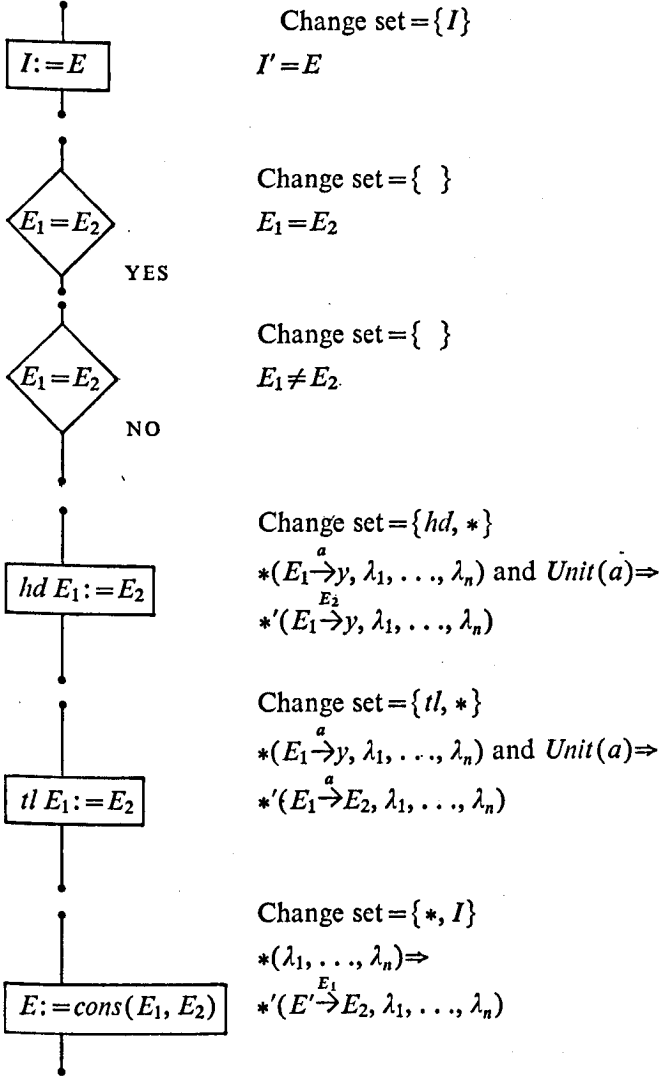 Change set = {I}
I := E
I′ = E
Change set = { }
E₁ = E₂
E₁ = E₂
YES
Change set = { }
E₁ = E₂
E₁ ≠ E₂
NO
Change set = {hd, *}
*(E₁ →ᵃ y, λ₁, . . ., λₙ) and Unit(a) ⇒
hd E₁ := E₂
*′(E₁ →ᴱ² y, λ₁, . . ., λₙ)
Change set = {tl, *}
*(E₁ →ᵃ y, λ₁, . . ., λₙ) and Unit(a) ⇒
tl E₁ := E₂
*′(E₁ →ᵃ E₂, λ₁, . . ., λₙ)
Change set = {*, I}
*(λ₁, . . ., λₙ) ⇒
E := cons(E₁, E₂)
*′(E′ →ᴱ¹ E₂, λ₁, . . ., λₙ)